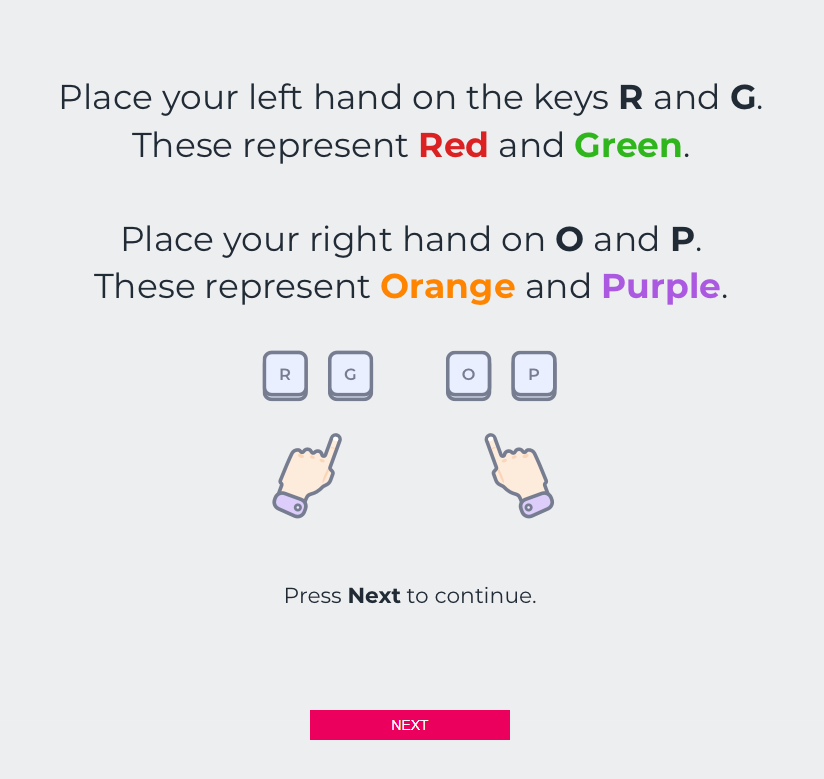 Place your left hand on the keys R and G.
These represent Red and Green.
Place your right hand on O and P.
These represent Orange and Purple.
R G O P
Press Next to continue.
NEXT